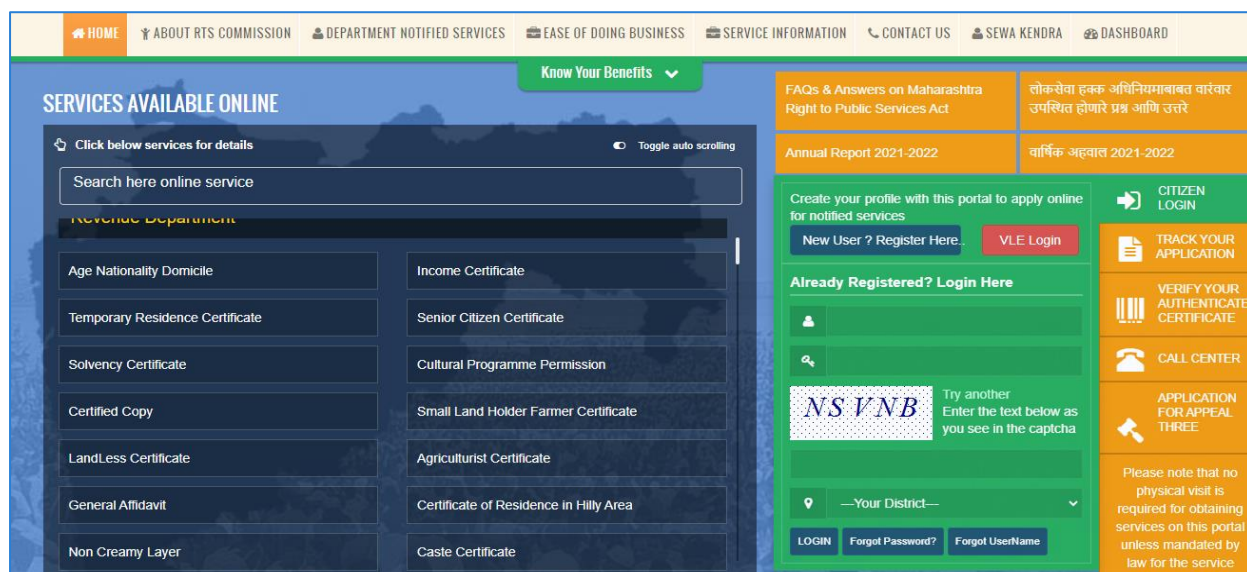 HOME
ABOUT RTS COMMISSION
DEPARTMENT NOTIFIED SERVICES
EASE OF DOING BUSINESS
SERVICE INFORMATION
CONTACT US
SEWA KENDRA
DASHBOARD
Know Your Benefits
SERVICES AVAILABLE ONLINE
Click below services for details
Toggle auto scrolling
Search here online service
Revenue Department
Age Nationality Domicile
Income Certificate
Temporary Residence Certificate
Senior Citizen Certificate
Solvency Certificate
Cultural Programme Permission
Certified Copy
Small Land Holder Farmer Certificate
LandLess Certificate
Agriculturist Certificate
General Affidavit
Certificate of Residence in Hilly Area
Non Creamy Layer
Caste Certificate
FAQs & Answers on Maharashtra
Right to Public Services Act
लोकसेवा हक्क अधिनियमाबाबत वारंवार
उपस्थित होणारे प्रश्न आणि उत्तरे
Annual Report 2021-2022
वार्षिक अहवाल 2021-2022
Create your profile with this portal to apply online
for notified services
New User ? Register Here..
VLE Login
Already Registered? Login Here
NSVNB
Try another
Enter the text below as
you see in the captcha
---Your District---
LOGIN
Forgot Password?
Forgot UserName
CITIZEN
LOGIN
TRACK YOUR
APPLICATION
VERIFY YOUR
AUTHENTICATE
CERTIFICATE
CALL CENTER
APPLICATION
FOR APPEAL
THREE
Please note that no
physical visit is
required for obtaining
services on this portal
unless mandated by
law for the service